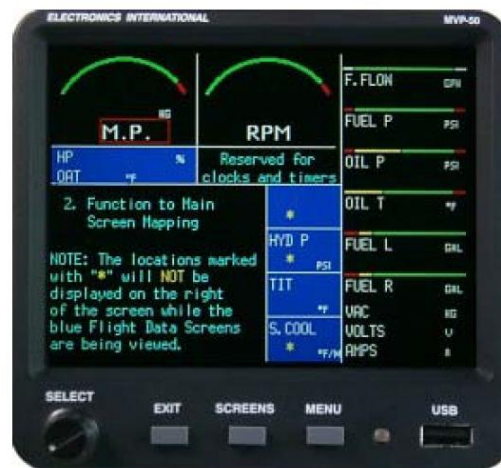 ELECTRONICS INTERNATIONAL
MVP-50
HG
M.P.
RPM
HP %
OAT °F
Reserved for
clocks and timers
2. Function to Main
Screen Mapping
NOTE: The locations marked
with "*" will NOT be
displayed on the right
of the screen while the
blue Flight Data Screens
are being viewed.
*
HYD P
* PSI
TIT
°F
S.COOL
* °F/M
F.FLOW GPH
FUEL P PSI
OIL P PSI
OIL T °F
FUEL L GAL
FUEL R GAL
VAC HG
VOLTS V
AMPS A
SELECT
EXIT
SCREENS
MENU
USB